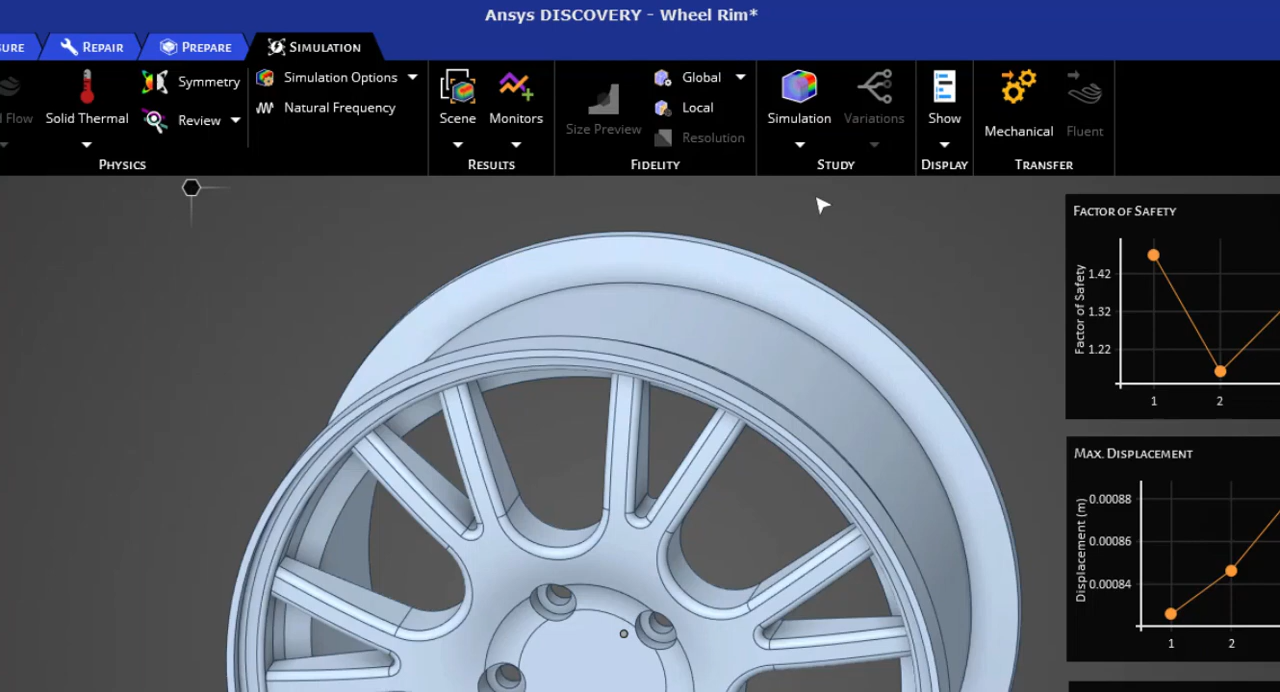 Ansys DISCOVERY - Wheel Rim*
SURE
REPAIR
PREPARE
SIMULATION
Flow
Solid Thermal
Symmetry
Review
Simulation Options
Natural Frequency
PHYSICS
Scene
Monitors
RESULTS
Size Preview
Global
Local
Resolution
FIDELITY
Simulation
Variations
STUDY
Show
DISPLAY
Mechanical
Fluent
TRANSFER
FACTOR OF SAFETY
Factor of Safety
1.42
1.32
1.22
1 2
MAX. DISPLACEMENT
Displacement (m)
0.00088
0.00086
0.00084
1 2